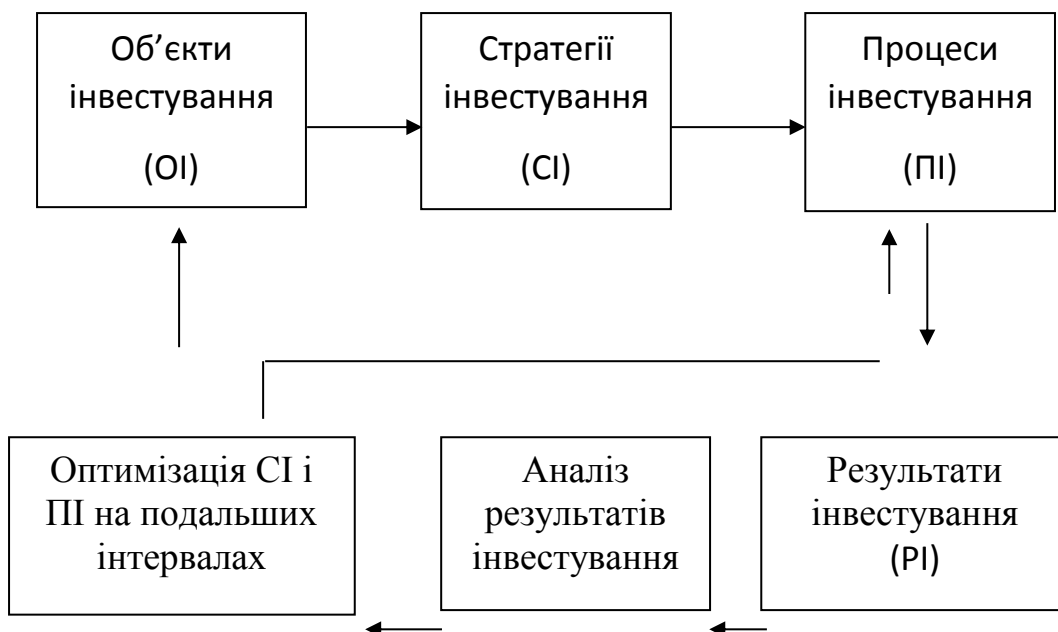 Об’єкти
інвестування
(ОІ)
Стратегії
інвестування
(СІ)
Процеси
інвестування
(ПІ)
Оптимізація СІ і
ПІ на подальших
інтервалах
Аналіз
результатів
інвестування
Результати
інвестування
(РІ)